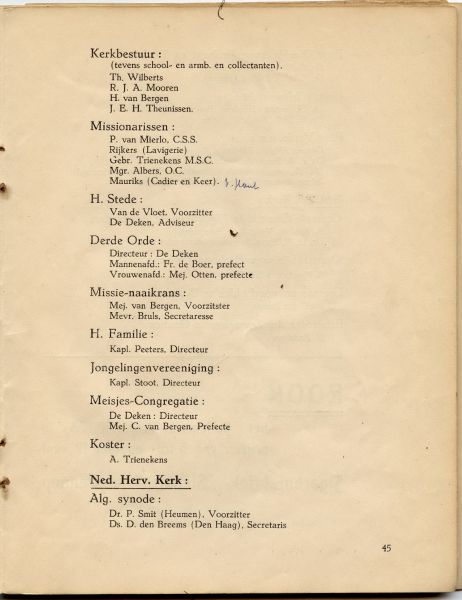 Kerkbestuur :
(tevens school- en armb. en collectanten).
Th. Wilberts
R. J. A. Mooren
H. van Bergen
J. E. H. Theunissen.
Missionarissen :
P. van Mierlo, C.S.S.
Rijkers (Lavigerie)
Gebr. Trienekens M.S.C.
Mgr. Albers, O.C.
Mauriks (Cadier en Keer).
H. Stede :
Van de Vloet, Voorzitter
De Deken, Adviseur
Derde Orde :
Directeur : De Deken
Mannenafd.: Fr. de Boer, prefect
Vrouwenafd.: Mej. Otten, prefecte
Missie-naaikrans :
Mej. van Bergen, Voorzitster
Mevr. Bruls, Secretaresse
H. Familie :
Kapl. Peeters, Directeur
Jongelingenvereeniging :
Kapl. Stoot, Directeur
Meisjes-Congregatie :
De Deken : Directeur
Mej. C. van Bergen, Prefecte
Koster :
A. Trienekens
Ned. Herv. Kerk :
Alg. synode :
Dr. P. Smit (Heumen), Voorzitter
Ds. D. den Breems (Den Haag), Secretaris
45